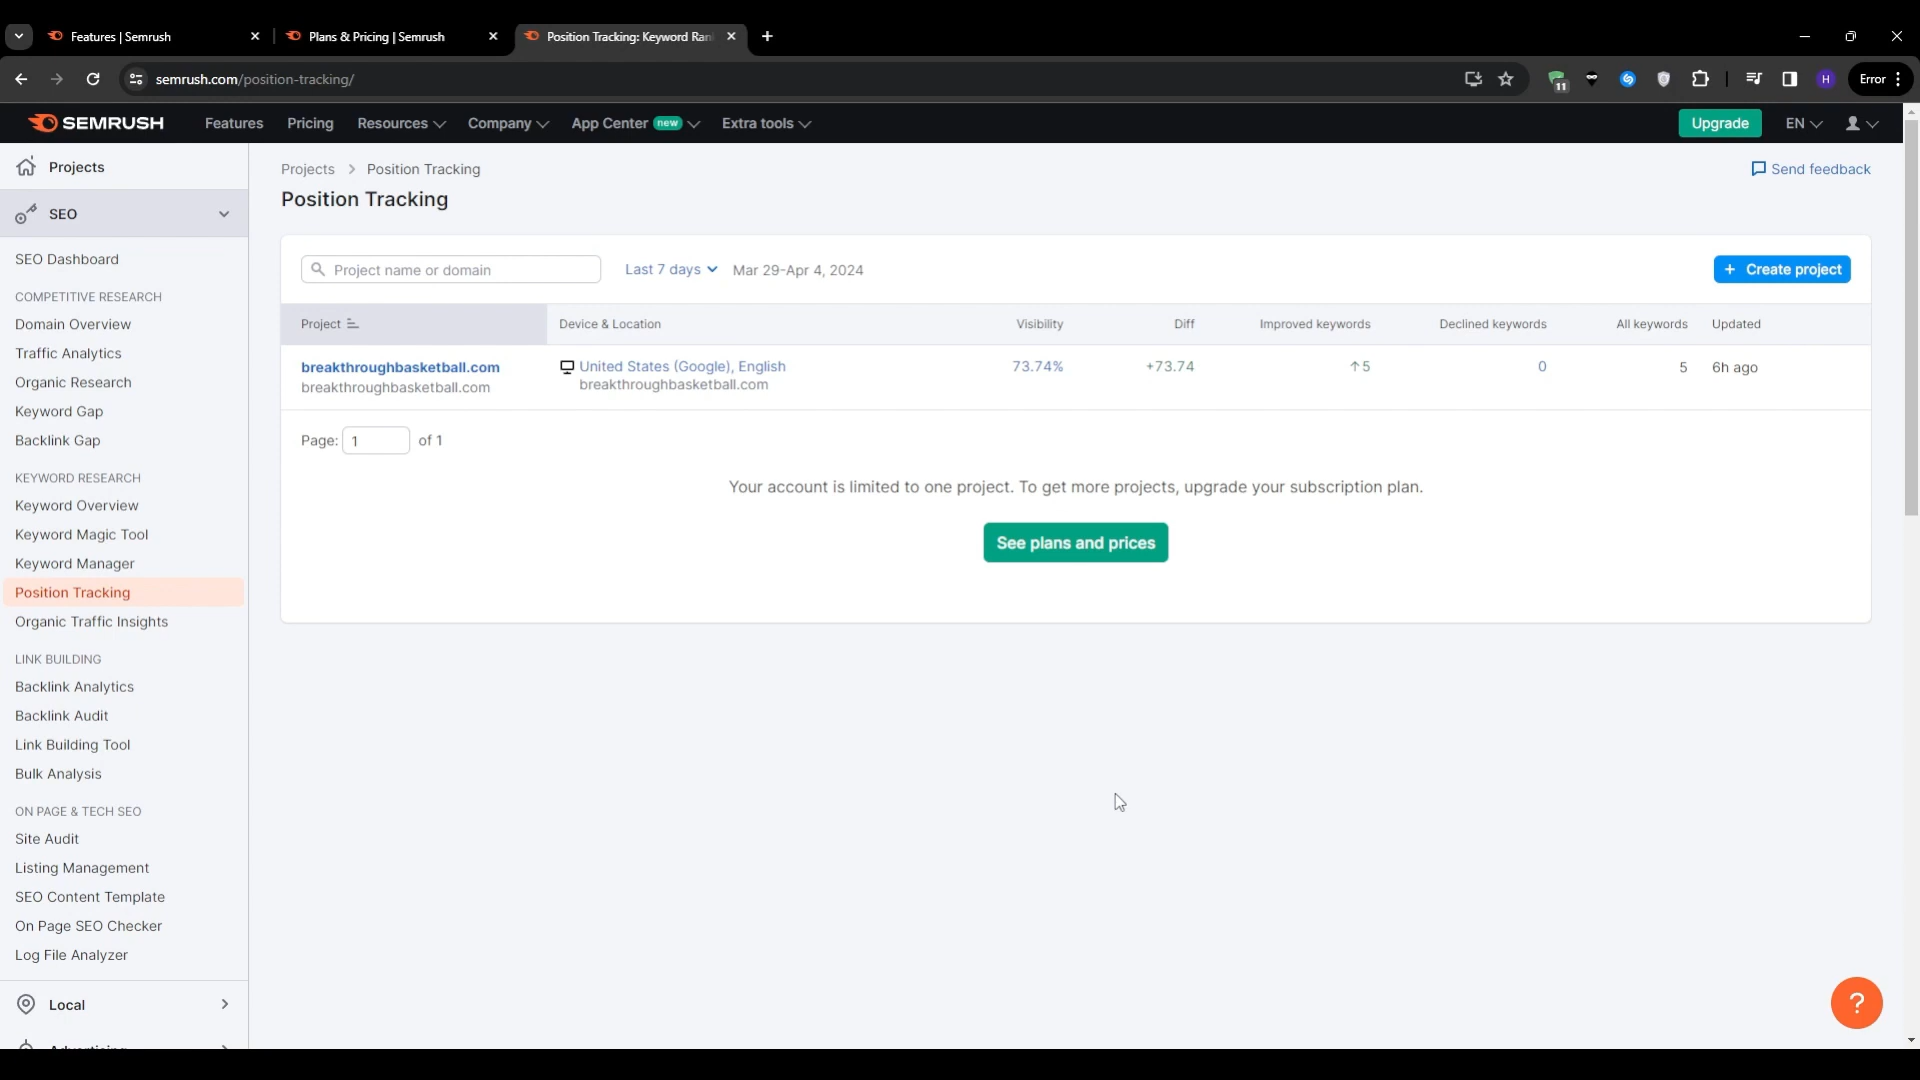 Features | Semrush
Plans & Pricing | Semrush
Position Tracking: Keyword Ran
semrush.com/position-tracking/
11
H
Error
SEMRUSH
Features
Pricing
Resources
Company
App Center new
Extra tools
Upgrade
EN
Projects
SEO
SEO Dashboard
COMPETITIVE RESEARCH
Domain Overview
Traffic Analytics
Organic Research
Keyword Gap
Backlink Gap
KEYWORD RESEARCH
Keyword Overview
Keyword Magic Tool
Keyword Manager
Position Tracking
Organic Traffic Insights
LINK BUILDING
Backlink Analytics
Backlink Audit
Link Building Tool
Bulk Analysis
ON PAGE & TECH SEO
Site Audit
Listing Management
SEO Content Template
On Page SEO Checker
Log File Analyzer
Local
Projects > Position Tracking
Send feedback
Position Tracking
Project name or domain
Last 7 days
Mar 29-Apr 4, 2024
+ Create project
Project
Device & Location
Visibility
Diff
Improved keywords
Declined keywords
All keywords
Updated
breakthroughbasketball.com
breakthroughbasketball.com
United States (Google), English
breakthroughbasketball.com
73.74%
+73.74
↑5
0
5
6h ago
Page: 1 of 1
Your account is limited to one project. To get more projects, upgrade your subscription plan.
See plans and prices
?